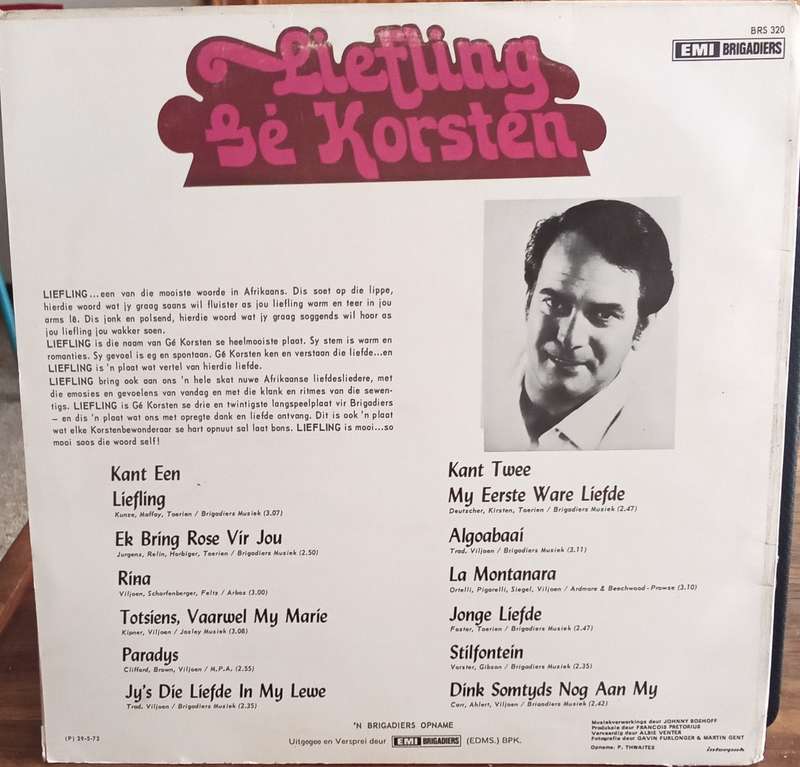 BRS 320
EMI BRIGADIERS
Liefling
Gé Korsten
LIEFLING...een van die mooiste woorde in Afrikaans. Dis soet op die lippe,
hierdie woord wat jy graag saans wil fluister as jou liefling warm en teer in jou
arms lê. Dis jonk en polsend, hierdie woord wat jy graag soggends wil hoor as
jou liefling jou wakker soen.
LIEFLING is die naam van Gé Korsten se heelmooiste plaat. Sy stem is warm en
romanties. Sy gevoel is eg en spontaan. Gé Korsten ken en verstaan die liefde...en
LIEFLING is 'n plaat wat vertel van hierdie liefde.
LIEFLING bring ook aan ons 'n hele skat nuwe Afrikaanse liefdesliedere, met
die emosies en gevoelens van vandag en met die klank en ritmes van die sewen-
tigs. LIEFLING is Gé Korsten se drie en twintigste langspeelplaat vir Brigadiers
– en dis 'n plaat wat ons met opregte dank en liefde ontvang. Dit is ook 'n plaat
wat elke Korstenbewonderaar se hart opnuut sal laat bons. LIEFLING is mooi...so
mooi soos die woord self!
Kant Een
Liefling
Kunze, Maffay, Toerien / Brigadiers Musiek (3.07)
Ek Bring Rose Vir Jou
Jurgens, Relin, Horbiger, Toerien / Brigadiers Musiek (2.50)
Rina
Viljoen, Scharfenberger, Feltz / Arbos (3.00)
Totsiens, Vaarwel My Marie
Kipner, Viljoen / Josley Musiek (3.08)
Paradys
Clifford, Brown, Viljoen / M.P.A. (2.55)
Jy's Die Liefde In My Lewe
Trad. Viljoen / Brigadiers Musiek (2.35)
Kant Twee
My Eerste Ware Liefde
Deutscher, Kirsten, Toerien / Brigadiers Musiek (2.47)
Algoabaai
Trad. Viljoen / Brigadiers Musiek (3.11)
La Montanara
Ortelli, Pigarelli, Siegel, Viljoen / Ardmore & Beechwood-Prowse (3.10)
Jonge Liefde
Foster, Toerien / Brigadiers Musiek (2.47)
Stilfontein
Vorster, Gibson / Brigadiers Musiek (2.35)
Dink Somtyds Nog Aan My
Carr, Ahlert, Viljoen / Brigadiers Musiek (2.42)
(P) 29-5-72
'N BRIGADIERS OPNAME
Uitgegee en Versprei deur EMI BRIGADIERS (EDMS.) BPK.
Musiekverwerkings deur JOHNNY BOSHOFF
Produksie deur FRANCOIS PRETORIUS
Vervaardig deur ALBIE VENTER
Fotografie deur GAVIN FURLONGER & MARTIN GENT
Opname: P. THWAITES
interpak